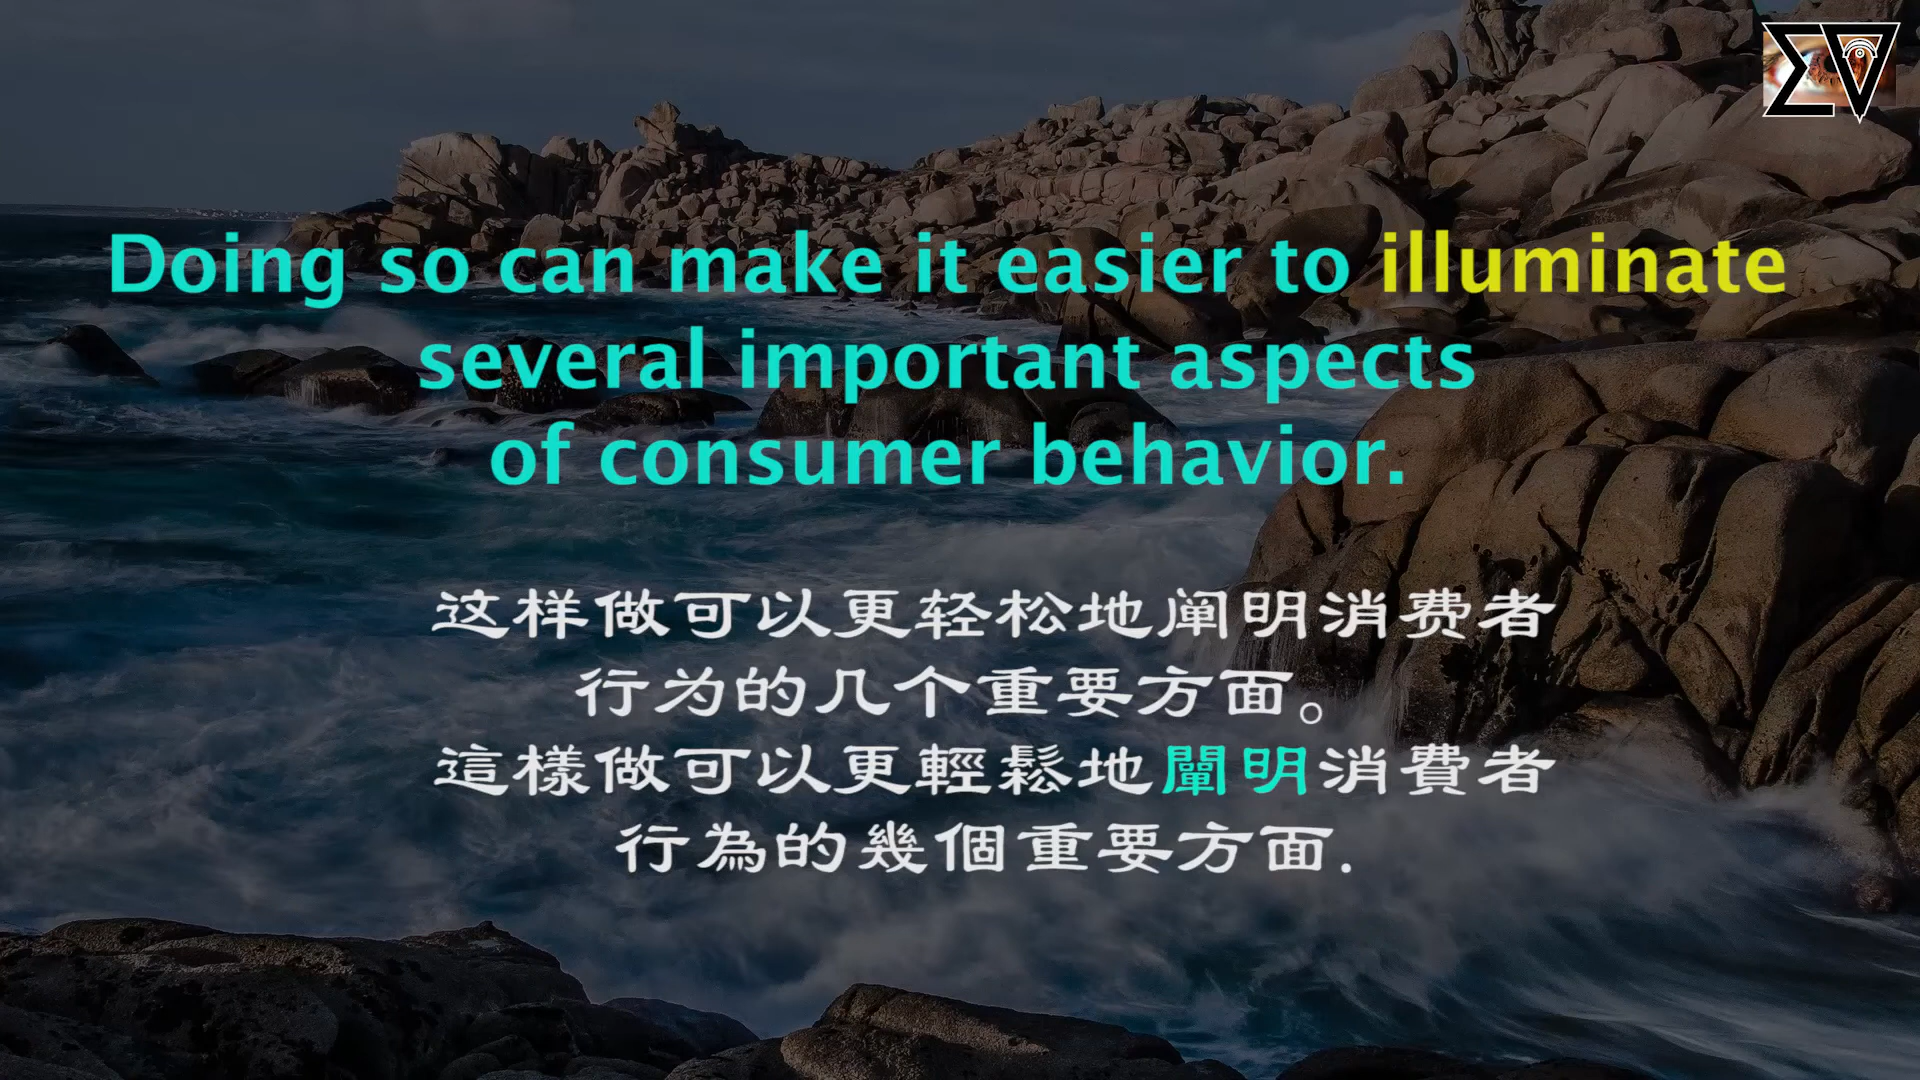 Doing so can make it easier to illuminate
several important aspects
of consumer behavior.
这样做可以更轻松地阐明消费者
行为的几个重要方面。
這樣做可以更輕鬆地闡明消費者
行為的幾個重要方面.